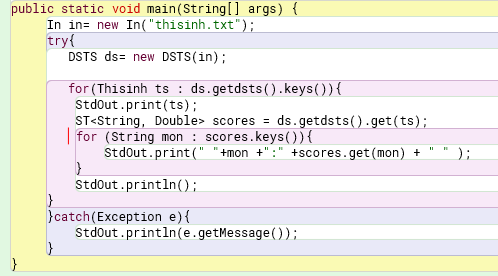 public static void main(String[] args) {
In in= new In("thisinh.txt");
try{
DSTS ds= new DSTS(in);
for(Thisinh ts : ds.getdsts().keys()){
StdOut.print(ts);
ST<String, Double> scores = ds.getdsts().get(ts);
for (String mon : scores.keys()){
StdOut.print(" "+mon +":" +scores.get(mon) + " " );
}
StdOut.println();
}
}catch(Exception e){
StdOut.println(e.getMessage());
}
}